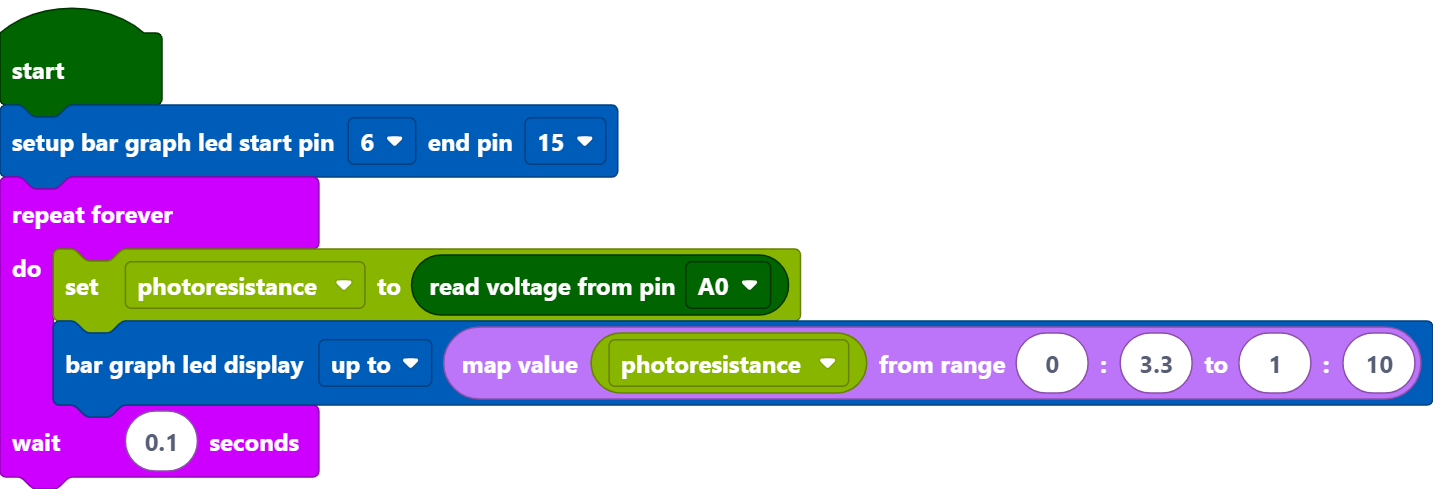 start
setup bar graph led start pin 6 end pin 15
repeat forever
do
set photoresistance to read voltage from pin A0
bar graph led display up to map value photoresistance from range 0 : 3.3 to 1 : 10
wait 0.1 seconds